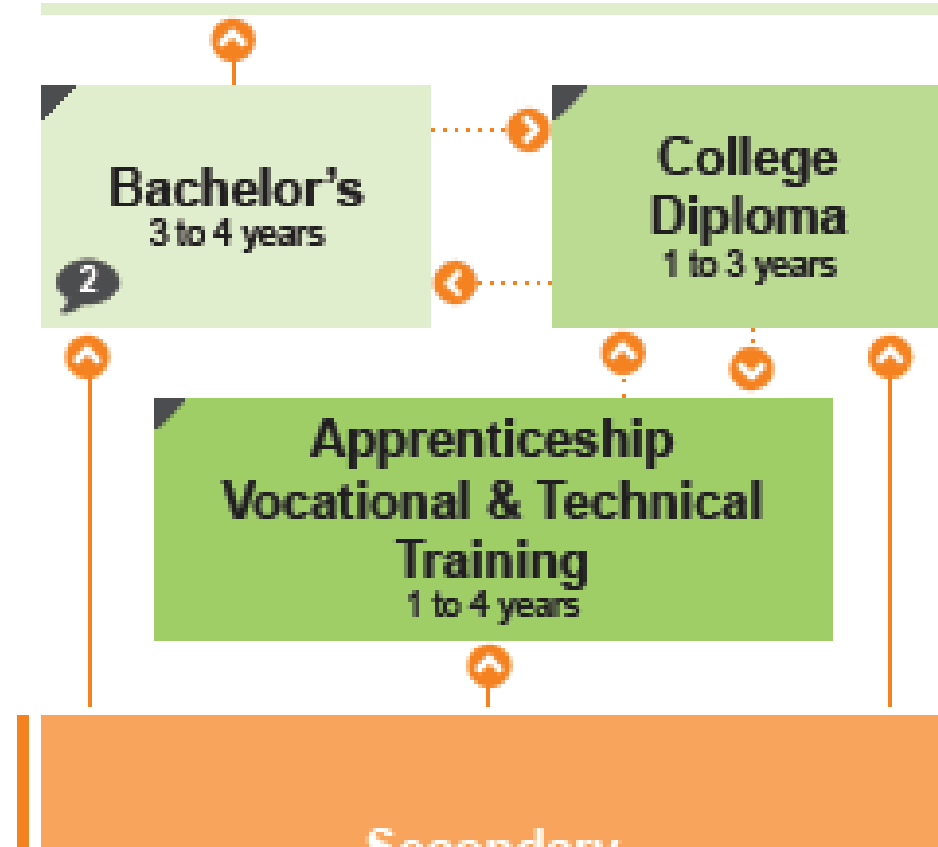 Bachelor's
3 to 4 years
2
College
Diploma
1 to 3 years
Apprenticeship
Vocational & Technical
Training
1 to 4 years
Secondary